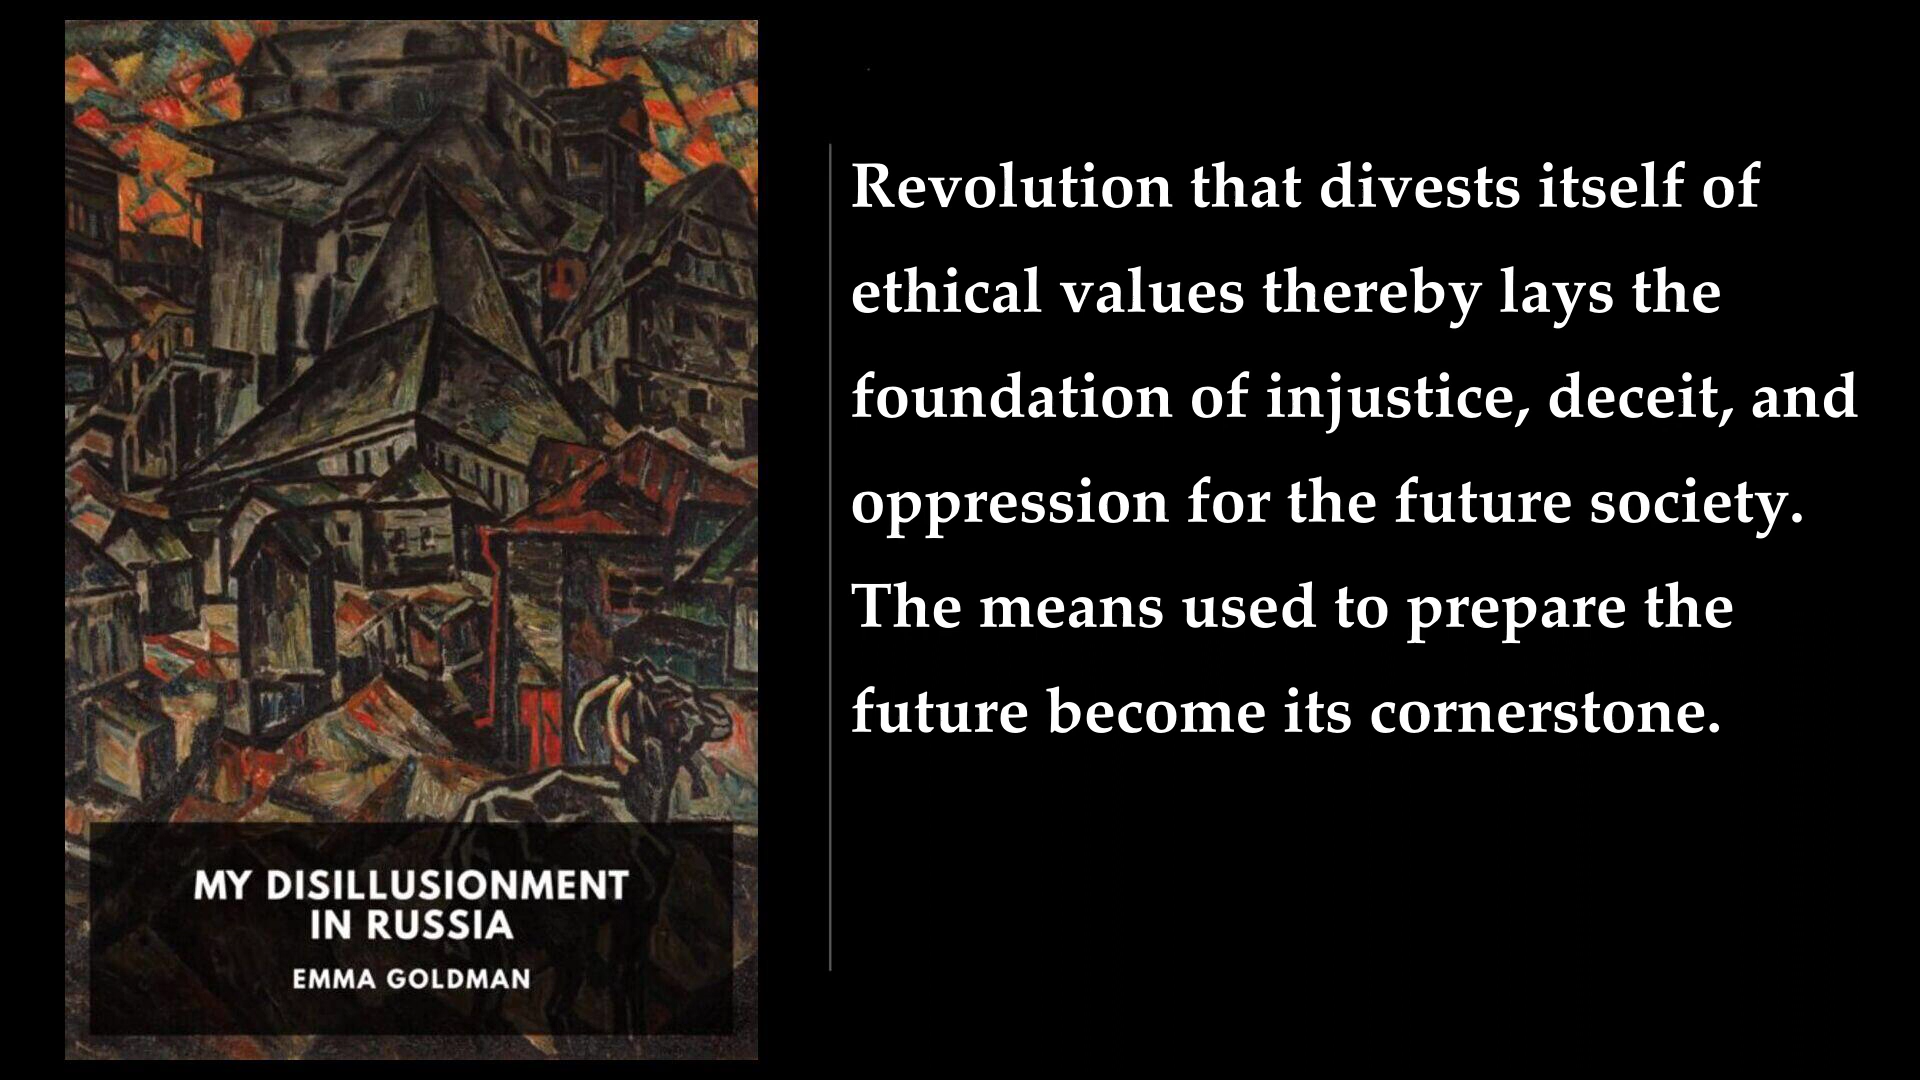 MY DISILLUSIONMENT
IN RUSSIA
EMMA GOLDMAN
Revolution that divests itself of
ethical values thereby lays the
foundation of injustice, deceit, and
oppression for the future society.
The means used to prepare the
future become its cornerstone.